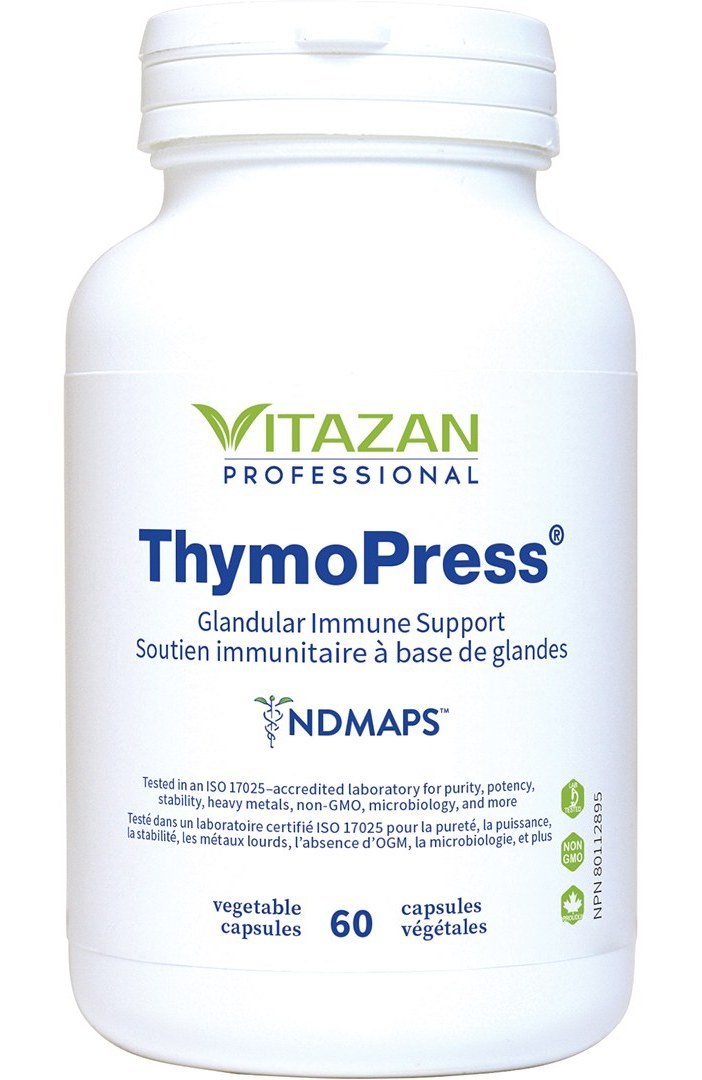 VITAZAN
PROFESSIONAL
ThymoPress®
Glandular Immune Support
Soutien immunitaire à base de glandes
NDMAPS™
Tested in an ISO 17025–accredited laboratory for purity, potency,
stability, heavy metals, non-GMO, microbiology, and more
Testé dans un laboratoire certifié ISO 17025 pour la pureté, la puissance,
la stabilité, les métaux lourds, l'absence d'OGM, la microbiologie, et plus
LAB
TESTED
NON
GMO
PROUDLY
NPN 80112895
vegetable
capsules
60
capsules
végétales